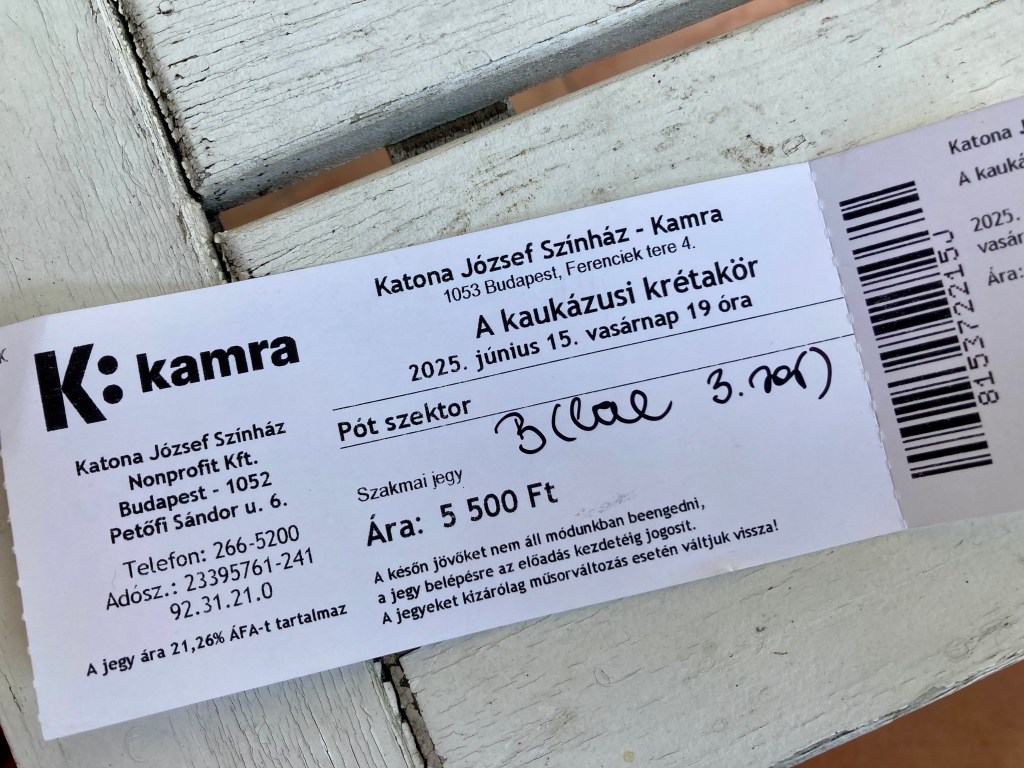 K
K: kamra
Katona József Színház
Nonprofit Kft.
Budapest - 1052
Petőfi Sándor u. 6.
Telefon: 266-5200
Adósz.: 23395761-241
92.31.21.0
A jegy ára 21,26% ÁFA-t tartalmaz
Katona József Színház - Kamra
1053 Budapest, Ferenciek tere 4.
A kaukázusi krétakör
2025. június 15. vasárnap 19 óra
Pót szektor
B( 3. sor)
Szakmai jegy
Ára: 5 500 Ft
A későn jövőket nem áll módunkban beengedni,
a jegy belépésre az előadás kezdetéig jogosít.
A jegyeket kizárólag műsorváltozás esetén váltjuk vissza!
815372215J
Katona J
A kauká
2025.
vasár
Ára: